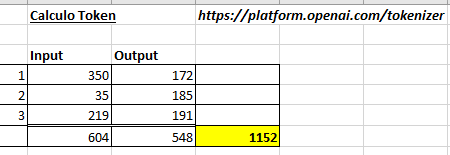 Calculo Token https://platform.openai.com/tokenizer
Input Output
1 350 172
2 35 185
3 219 191
604 548 1152